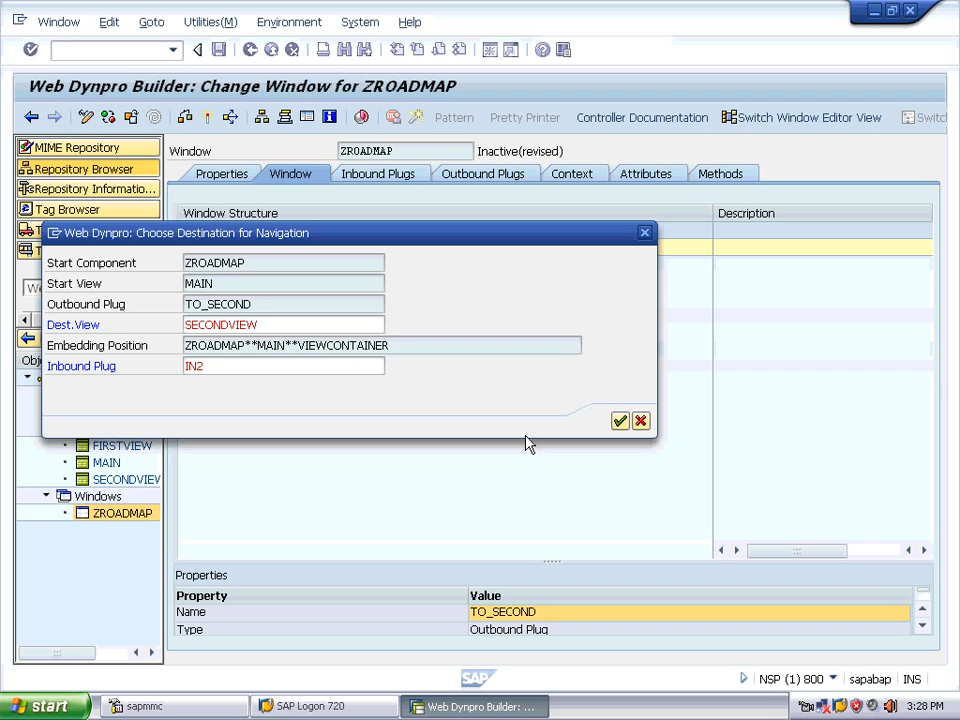 Window Edit Goto Utilities(M) Environment System Help
Web Dynpro Builder: Change Window for ZROADMAP
Pattern Pretty Printer Controller Documentation Switch Window Editor View Switc
MIME Repository
Repository Browser
Repository Informatio...
Tag Browser
Window ZROADMAP Inactive(revised)
Properties Window Inbound Plugs Outbound Plugs Context Attributes Methods
Window Structure Description
Web Dynpro: Choose Destination for Navigation
Start Component ZROADMAP
Start View MAIN
Outbound Plug TO_SECOND
Dest.View SECONDVIEW
Embedding Position ZROADMAP**MAIN**VIEWCONTAINER
Inbound Plug IN2
FIRSTVIEW
MAIN
SECONDVIEW
Windows
ZROADMAP
Properties
Property Value
Name TO_SECOND
Type Outbound Plug
SAP
NSP (1) 800 sapabap INS
start sapmmc SAP Logon 720 Web Dynpro Builder: ... 3:28 PM